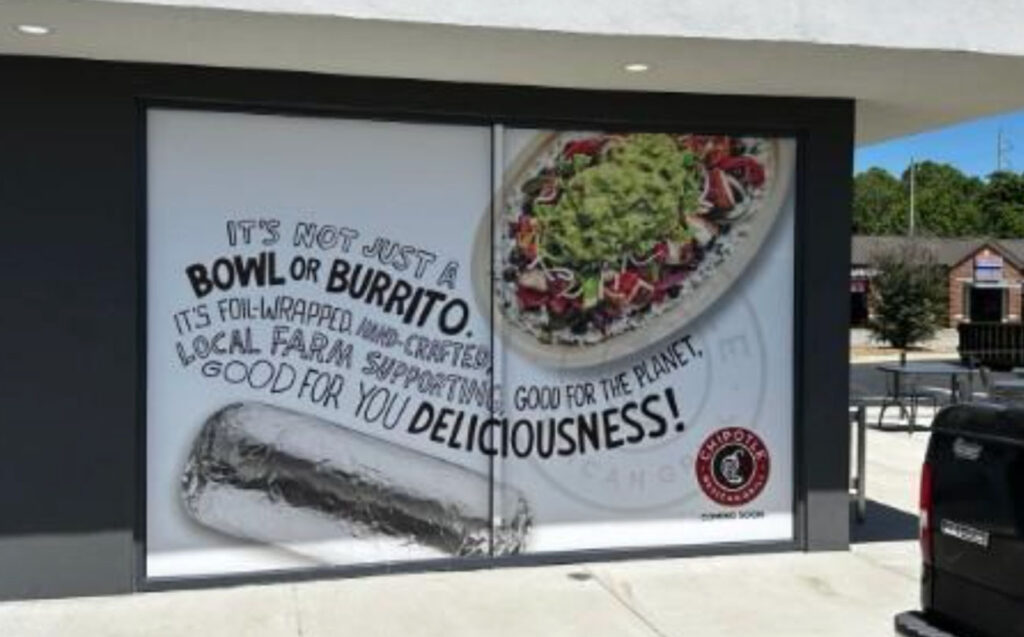 IT'S NOT JUST A
BOWL OR BURRITO.
IT'S FOIL-WRAPPED, HAND-CRAFTED,
LOCAL FARM SUPPORTING, GOOD FOR THE PLANET,
GOOD FOR YOU DELICIOUSNESS!
CHIPOTLE
MEXICAN GRILL
COMING SOON